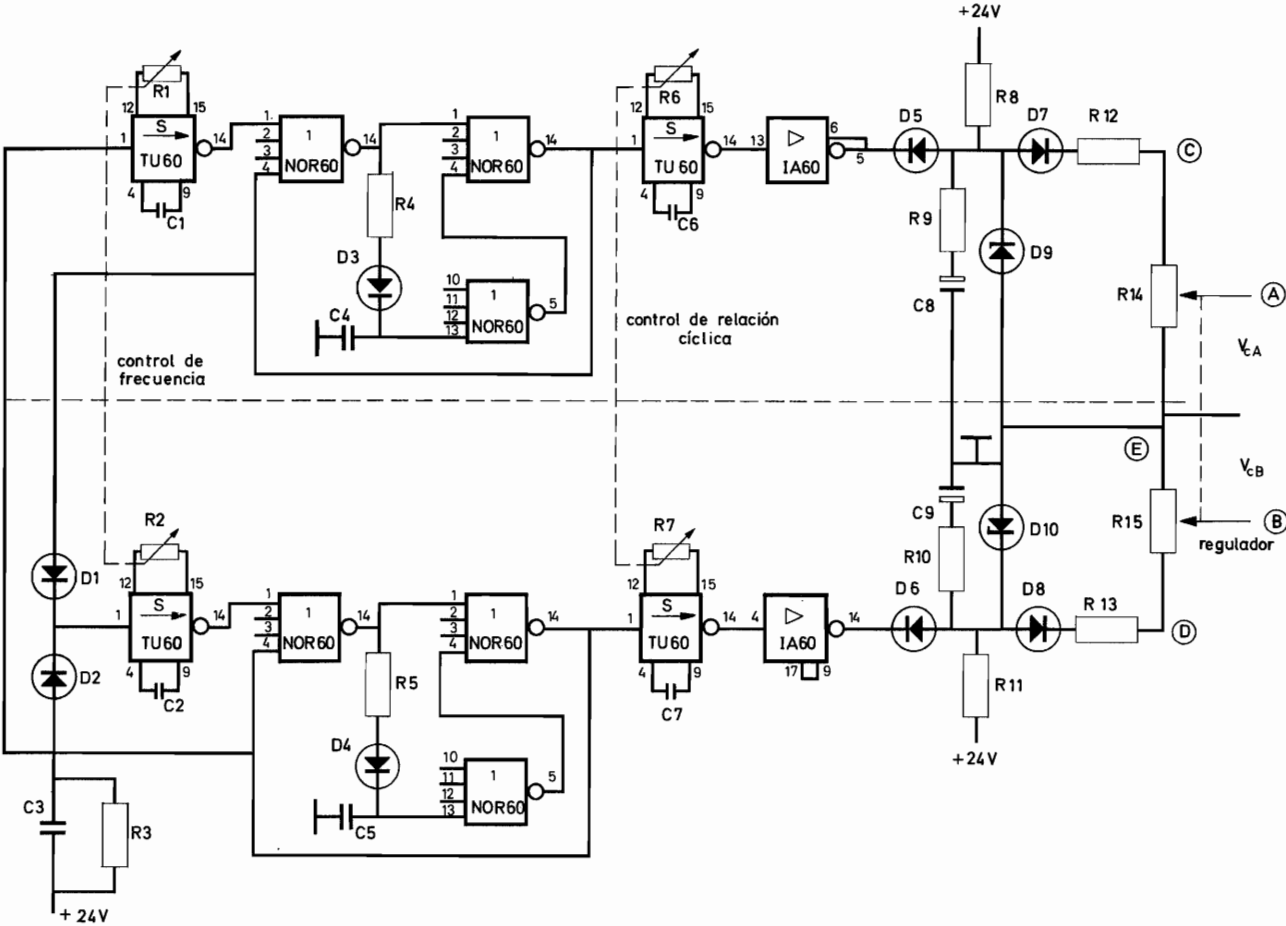 +24V
R1
12
15
1
S
TU60
14
4
9
C1
1
2
3
4
1
NOR60
14
R4
D3
C4
1
2
3
4
1
NOR60
14
10
11
12
13
1
NOR60
5
R6
12
15
1
S
TU60
14
4
9
C6
13
IA60
6
5
D5
R8
D7
R12
C
R9
D9
C8
R14
A
VcA
control de
frecuencia
control de relación
cíclica
E
VcB
R2
12
15
D1
1
S
TU60
14
4
9
C2
D2
1
2
3
4
1
NOR60
14
R5
D4
C5
1
2
3
4
1
NOR60
14
10
11
12
13
1
NOR60
5
R7
12
15
1
S
TU60
14
4
9
C7
4
IA60
14
17
9
C9
R10
D10
D6
D8
R13
D
R15
B
regulador
R11
+24V
C3
R3
+24V